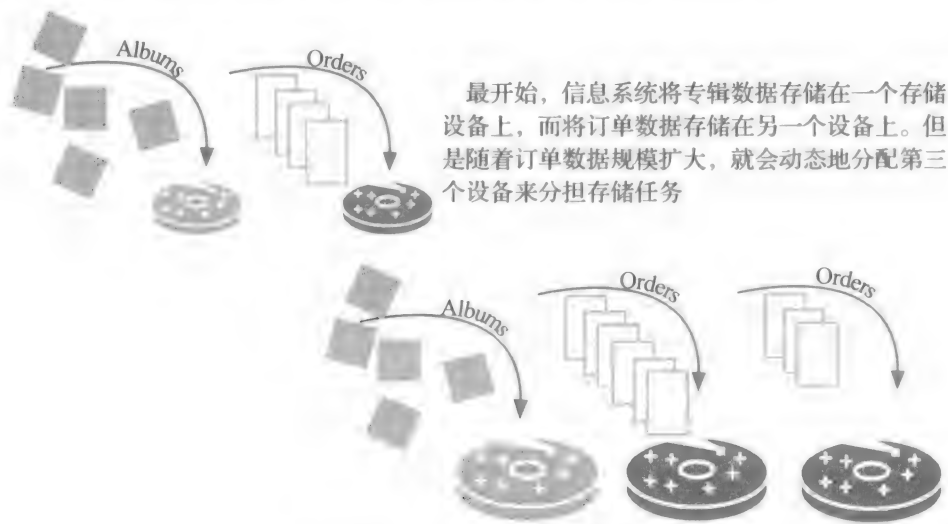 Albums
Orders
最开始，信息系统将专辑数据存储在一个存储
设备上，而将订单数据存储在另一个设备上。但
是随着订单数据规模扩大，就会动态地分配第三
个设备来分担存储任务
Albums
Orders
Orders